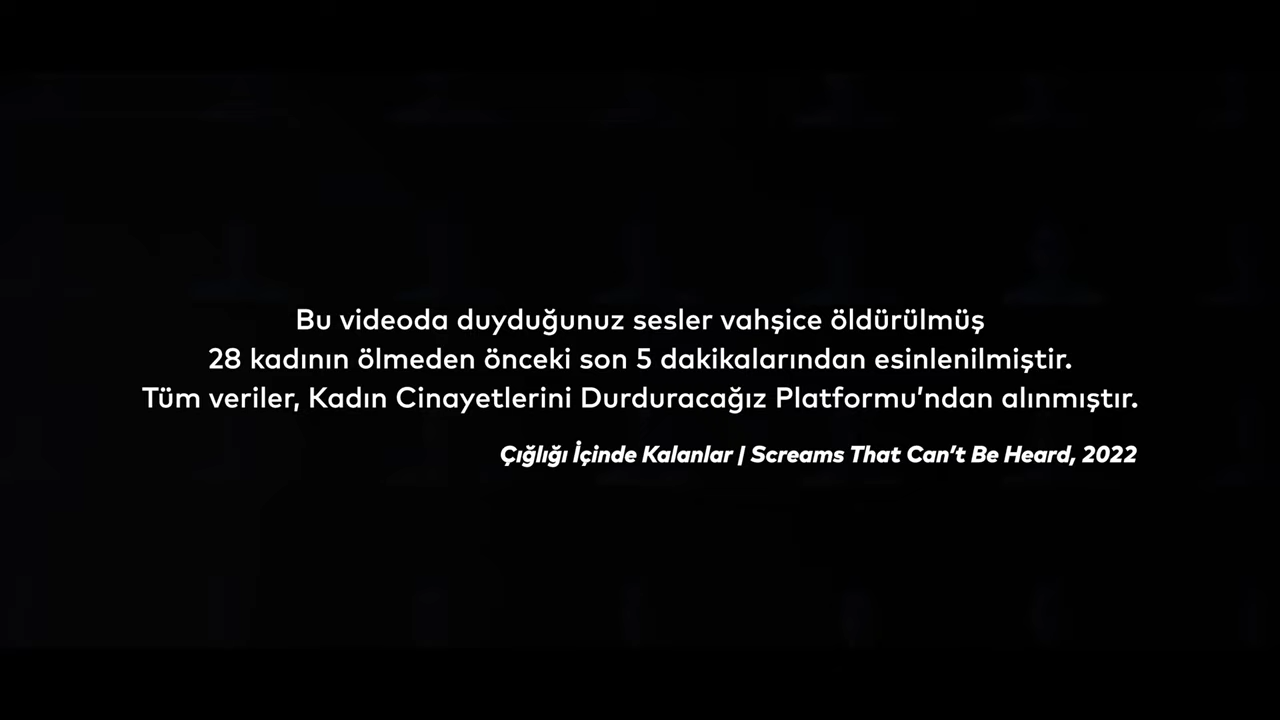 Bu videoda duyduğunuz sesler vahşice öldürülmüş
28 kadının ölmeden önceki son 5 dakikalarından esinlenilmiştir.
Tüm veriler, Kadın Cinayetlerini Durduracağız Platformu’ndan alınmıştır.
Çığlığı İçinde Kalanlar | Screams That Can’t Be Heard, 2022